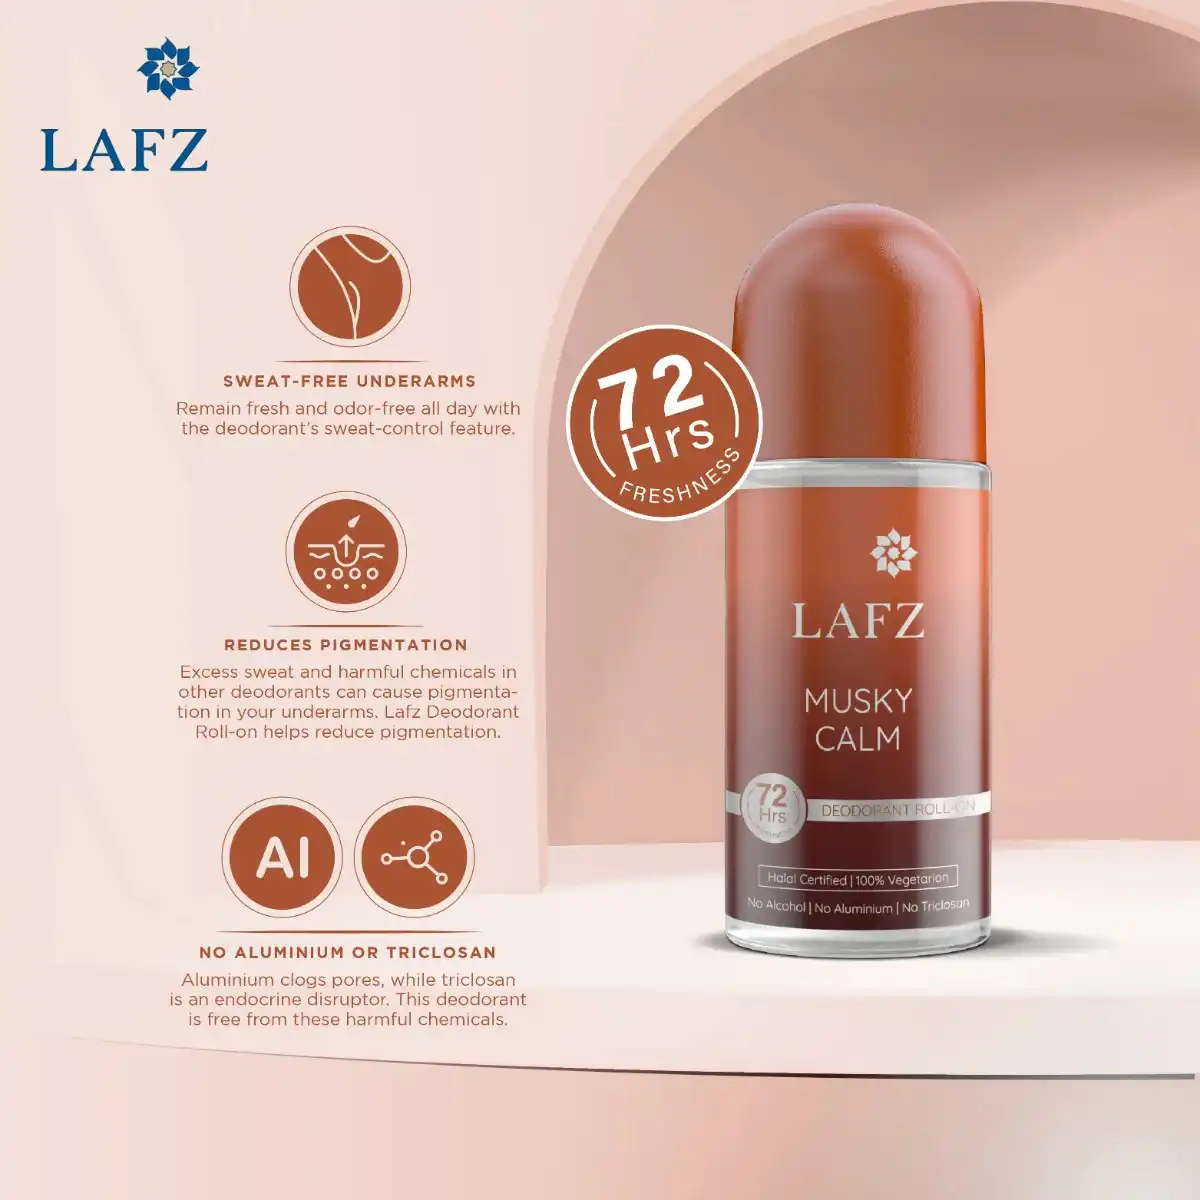 LAFZ
SWEAT-FREE UNDERARMS
Remain fresh and odor-free all day with
the deodorant's sweat-control feature.
REDUCES PIGMENTATION
Excess sweat and harmful chemicals in
other deodorants can cause pigmenta-
tion in your underarms. Lafz Deodorant
Roll-on helps reduce pigmentation.
Al
NO ALUMINIUM OR TRICLOSAN
Aluminium clogs pores, while triclosan
is an endocrine disruptor. This deodorant
is free from these harmful chemicals.
72
Hrs
FRESHNESS
LAFZ
MUSKY
CALM
72
Hrs
FRESHNESS
DEODORANT ROLL-ON
Halal Certified | 100% Vegetarian
No Alcohol | No Aluminium | No Triclosan